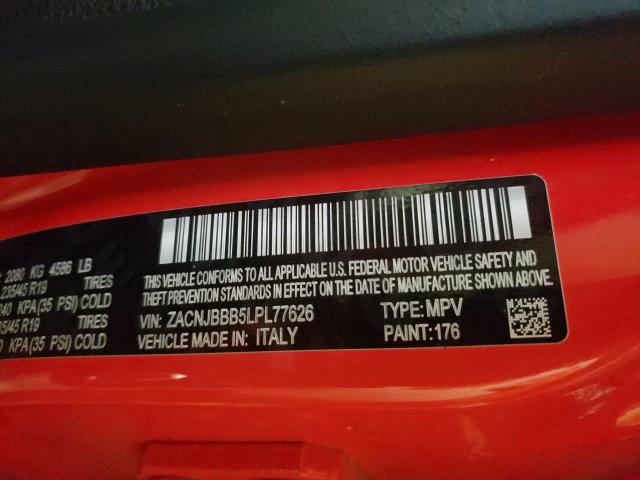 2080 KG 4586 LB
235/45 R19 TIRES
240 KPA(35 PSI) COLD
R19 TIRES
KPA(35 PSI) COLD
THIS VEHICLE CONFORMS TO ALL APPLICABLE U.S. FEDERAL MOTOR VEHICLE SAFETY AND
THEFT PREVENTION STANDARDS IN EFFECT ON THE DATE OF MANUFACTURE SHOWN ABOVE.
VIN: ZACNJBBB5LPL77626 TYPE: MPV
VEHICLE MADE IN: ITALY PAINT: 176